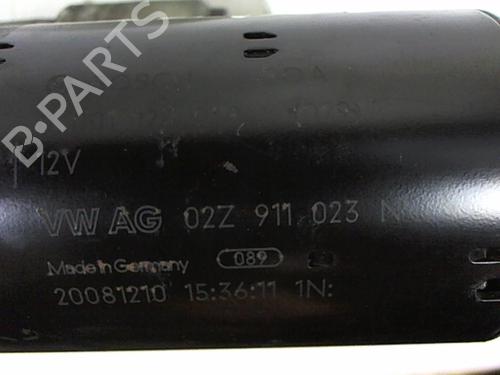 B-PARTS
12V
VW AG 02Z 911 023 N
Made in Germany 089
20081210 15:36:11 1N: